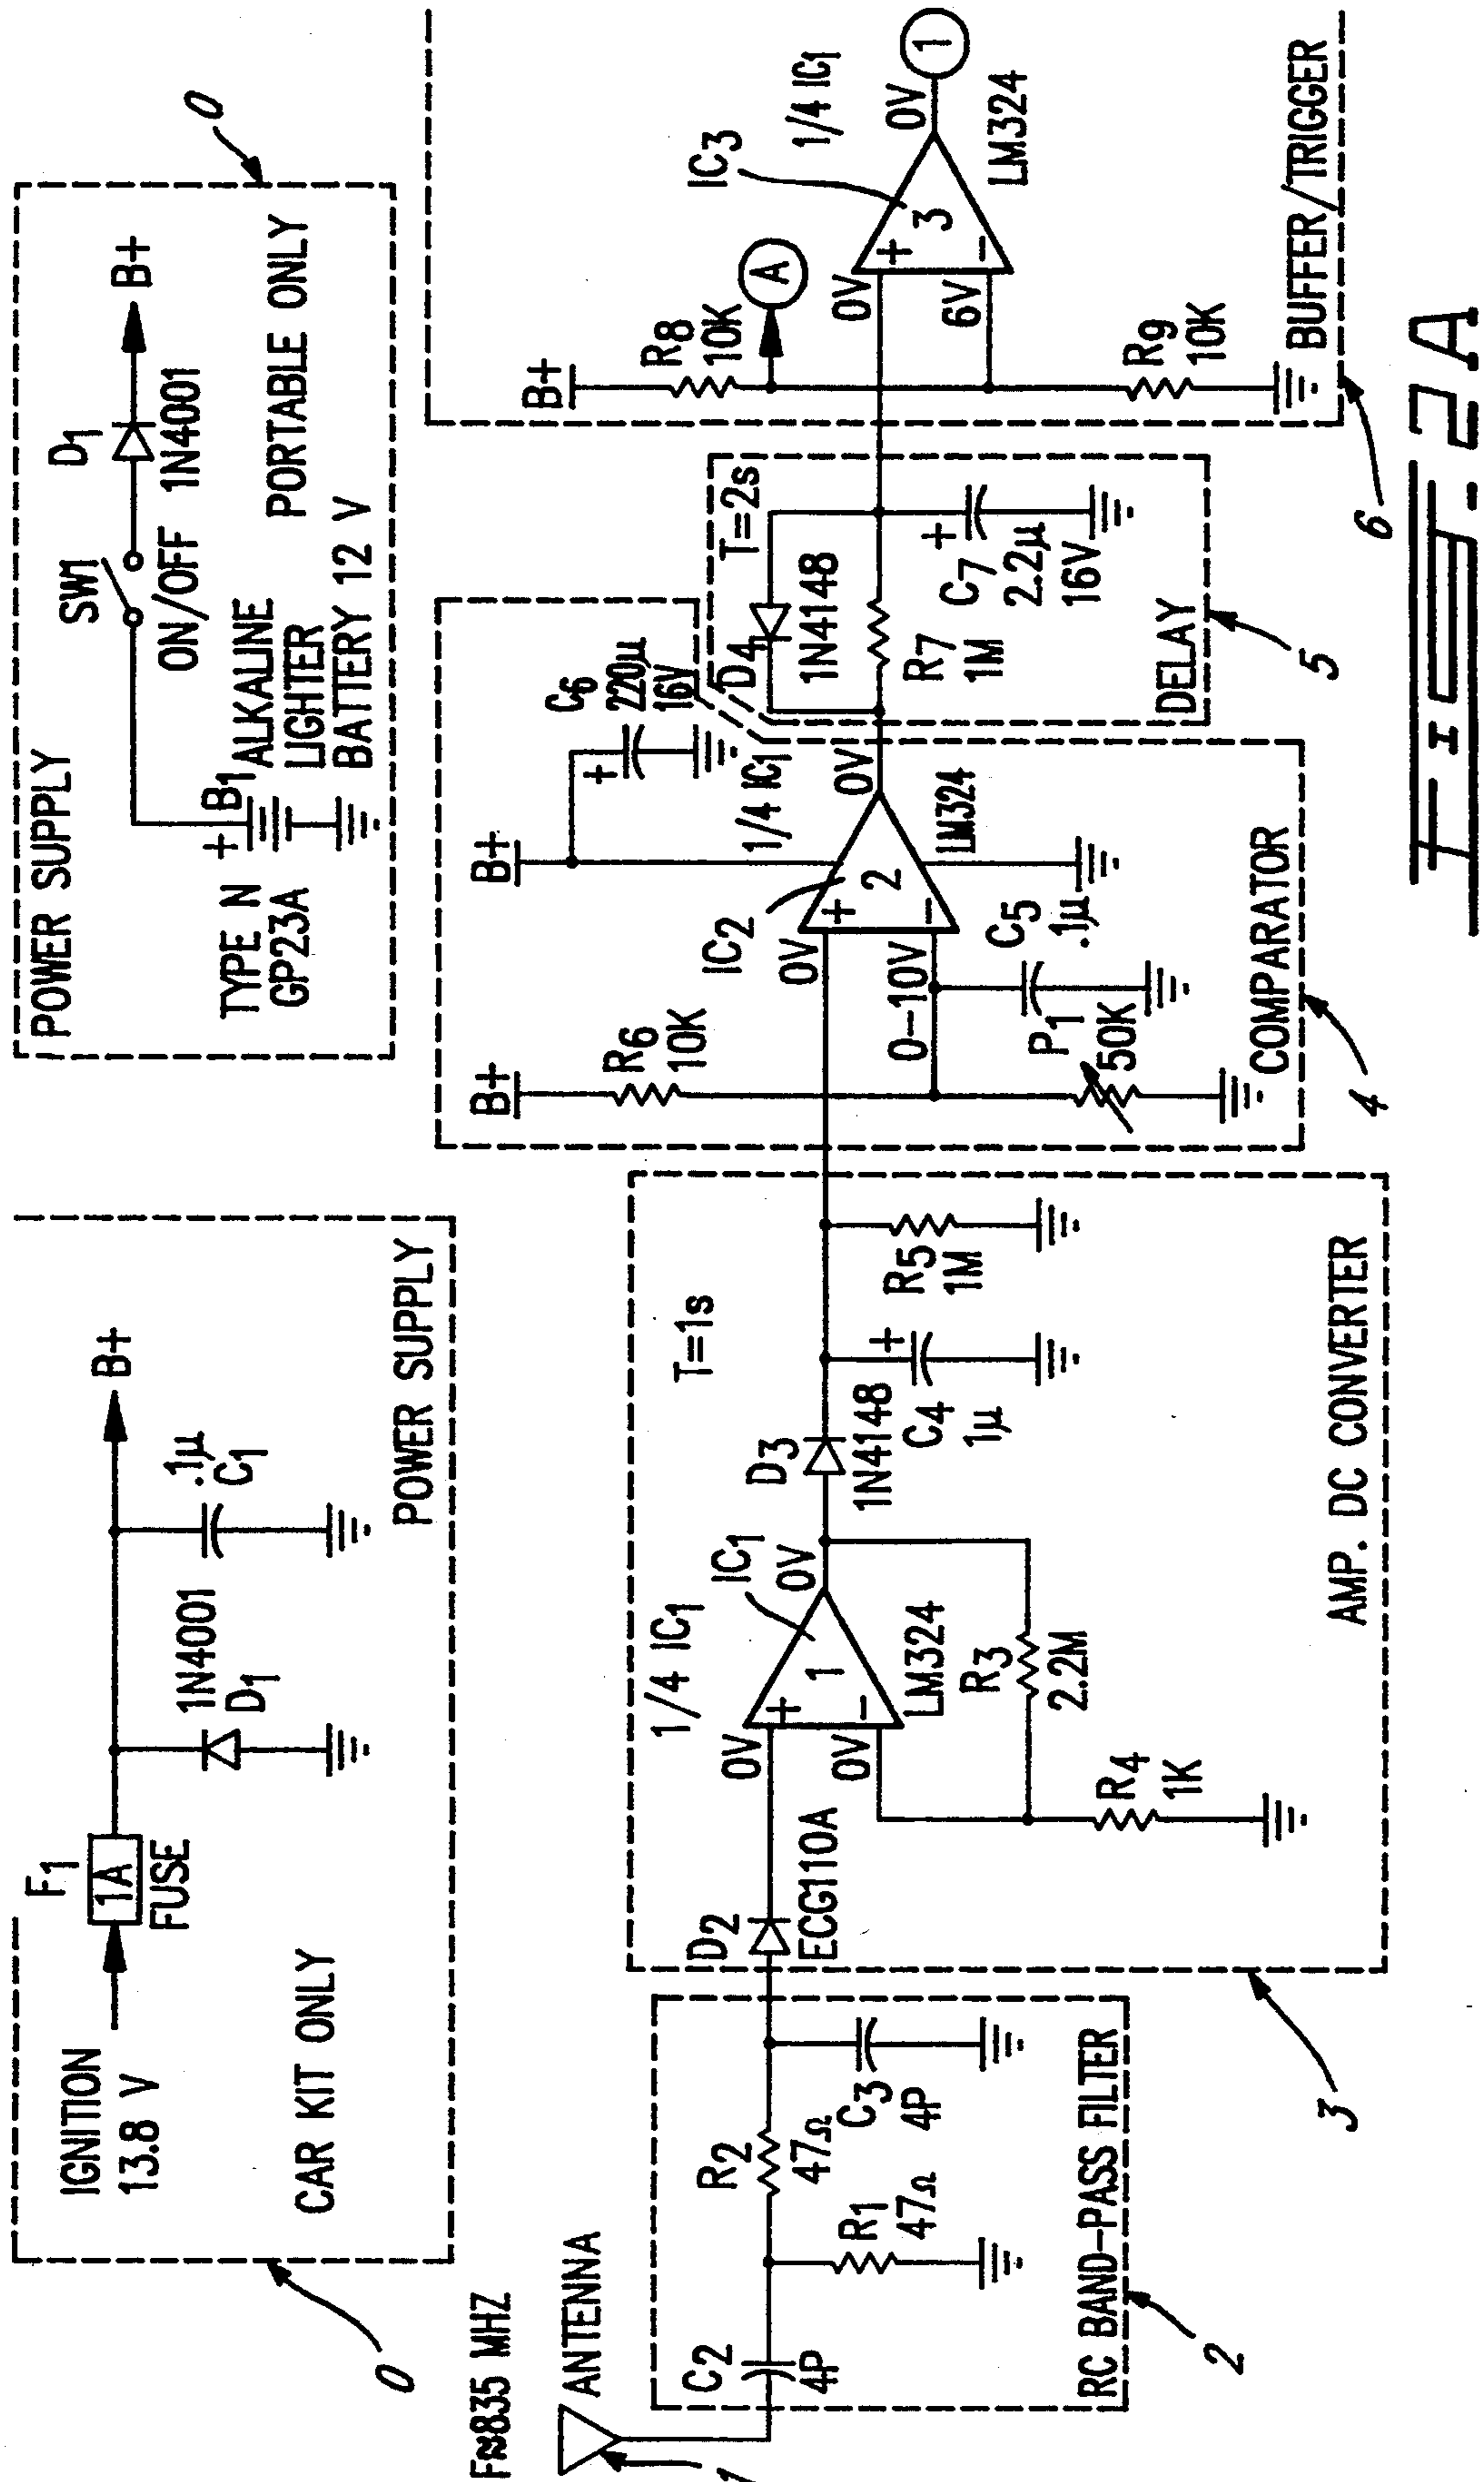 IGNITION
13.8 V
F1
1A
FUSE
B+
1N4001
D1
.1μ
C1
CAR KIT ONLY
POWER SUPPLY
0
POWER SUPPLY
SW1
ON/OFF
D1
1N4001
B+
TYPE N
GP23A
+
B1
ALKALINE
LIGHTER
BATTERY 12 V
PORTABLE ONLY
0
F≈835 MHZ
ANTENNA
1
C2
4P
R2
47Ω
R1
47Ω
C3
4P
RC BAND-PASS FILTER
2
D2
ECG110A
1/4 IC1
IC1
0V
0V
+
−
1
0V
LM324
R3
2.2M
R4
1K
D3
1N4148
T=1s
+
C4
1μ
R5
1M
AMP. DC CONVERTER
3
B+
R6
10K
B+
+
C6
220μ
16V
IC2
1/4 IC1
0V
0-10V
+
−
2
0V
LM324
C5
.1μ
P1
50K
COMPARATOR
4
T=2s
D4
1N4148
R7
1M
+
C7
2.2μ
16V
DELAY
5
B+
R8
10K
A
IC3
1/4 IC1
0V
6V
+
−
3
0V
1
LM324
R9
10K
BUFFER/TRIGGER
6
FIG. 2A